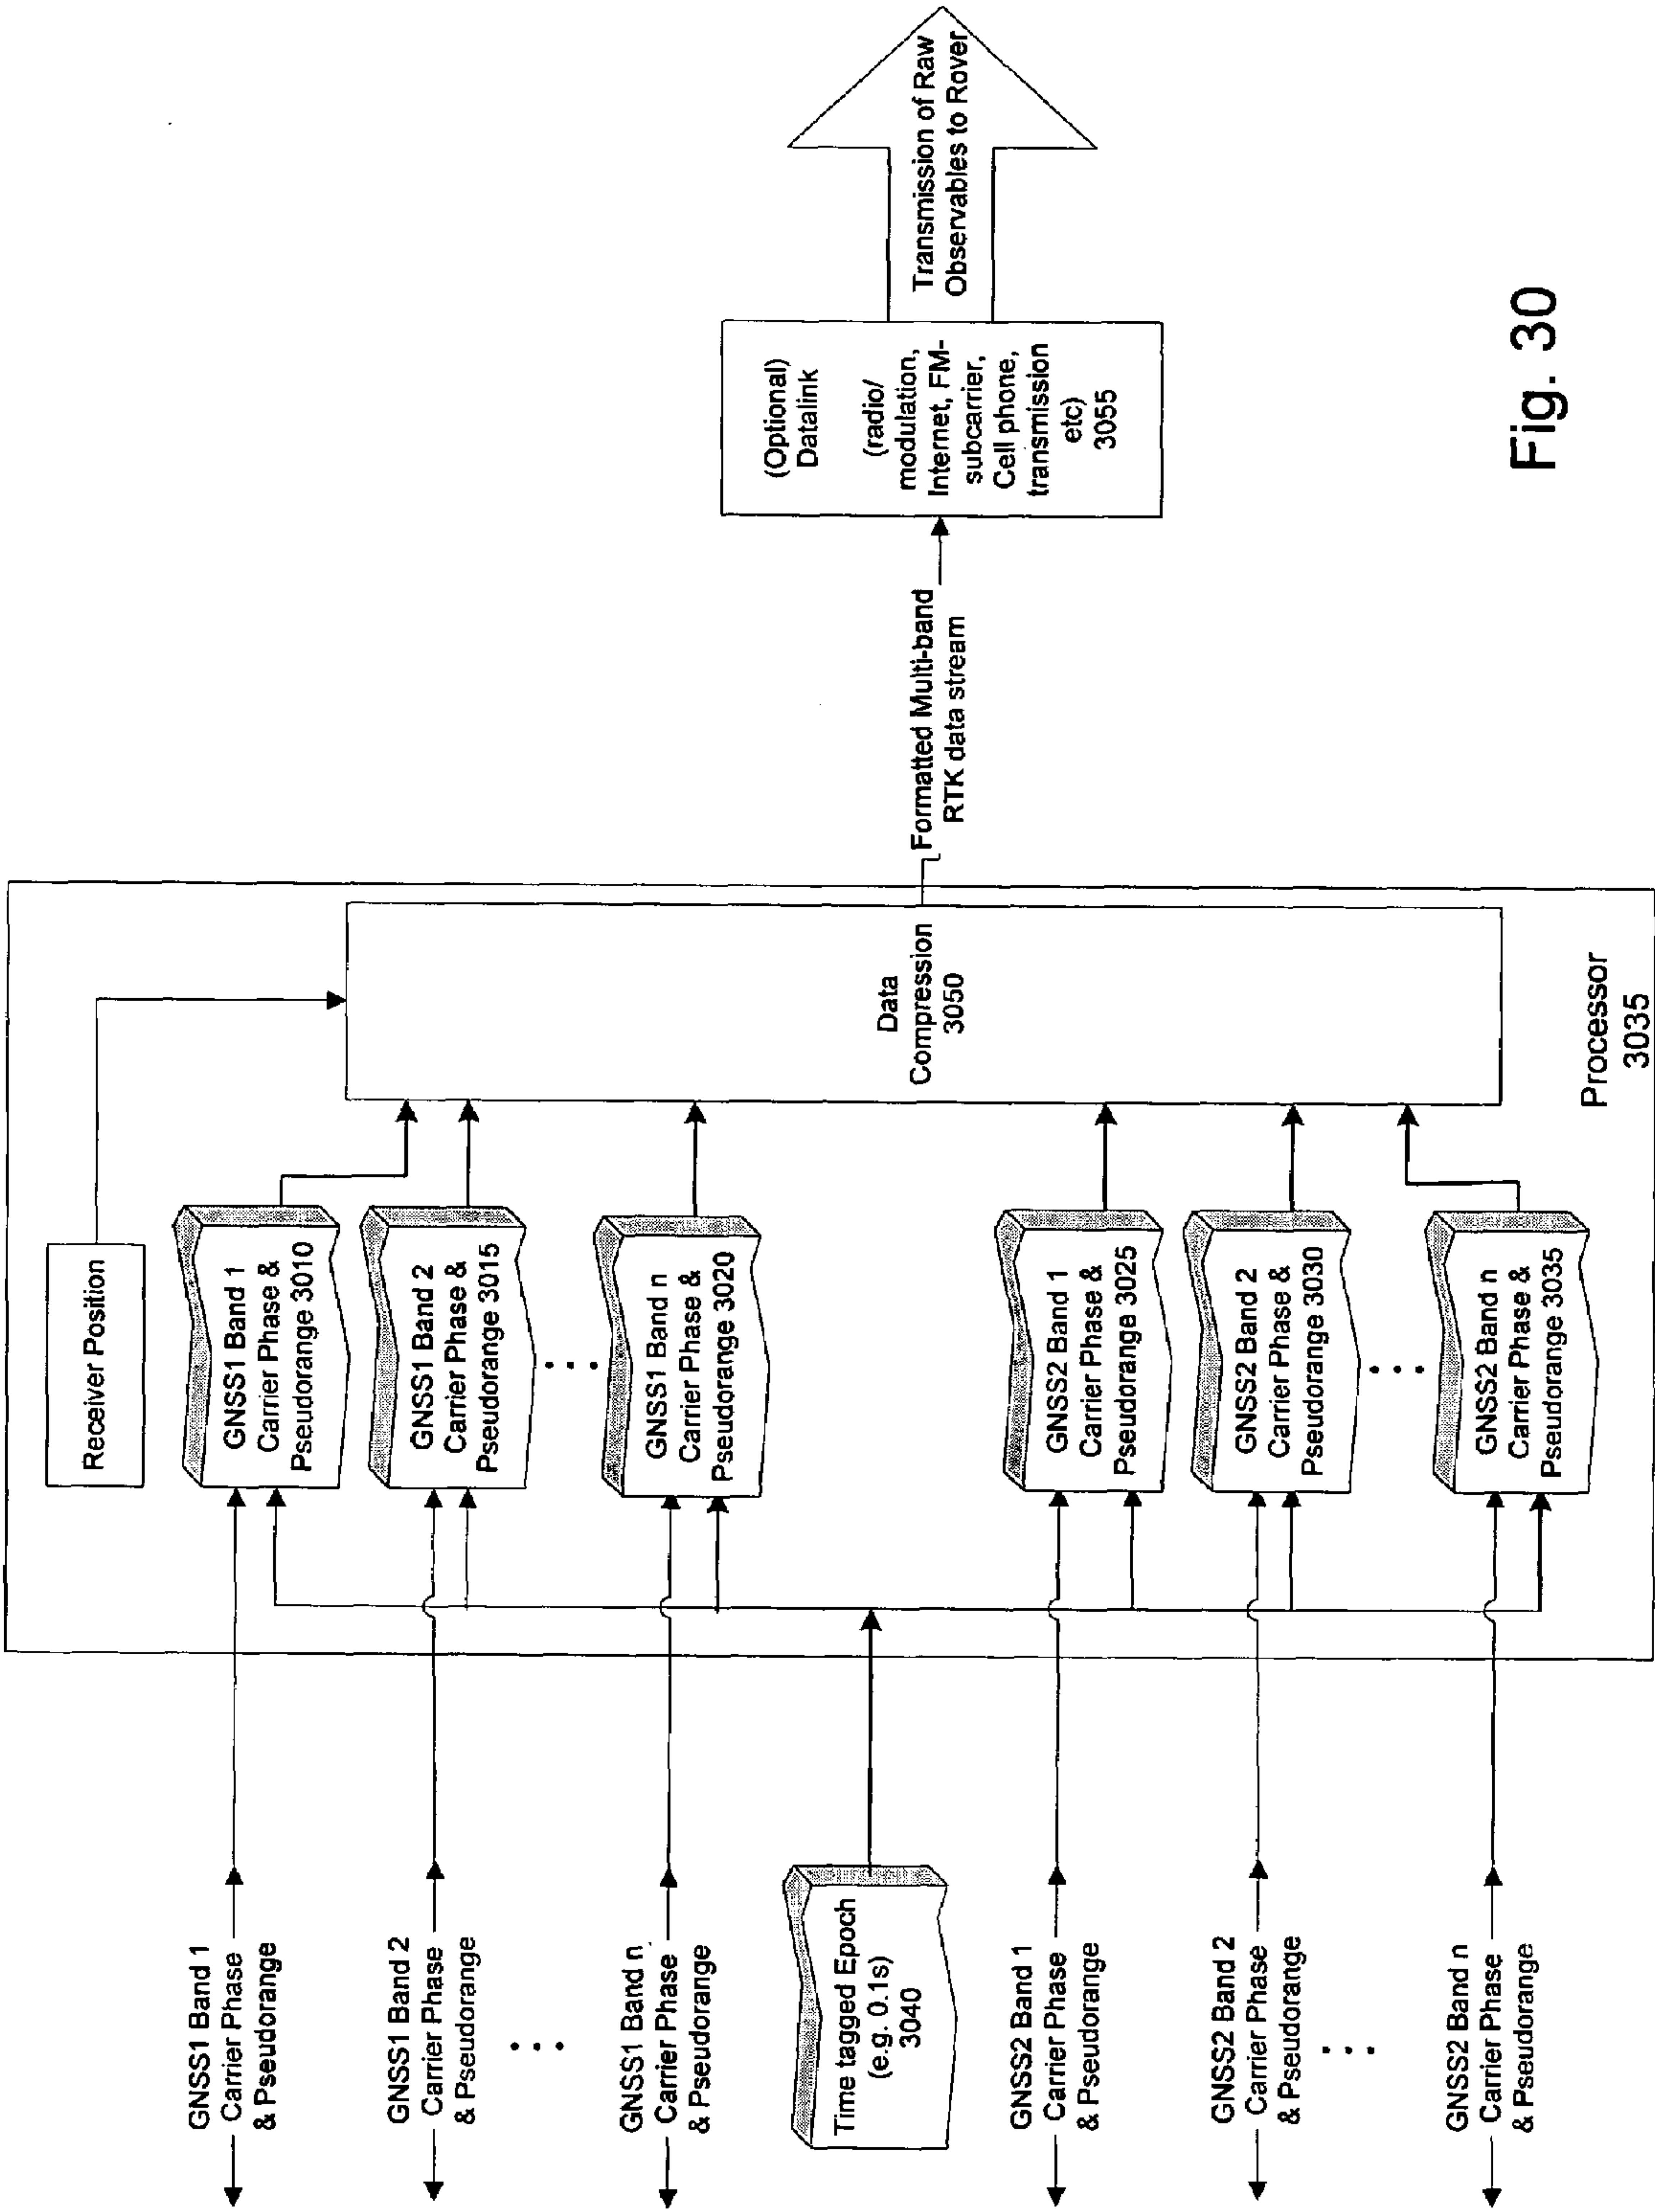 GNSS1 Band 1
Carrier Phase
& Pseudorange
GNSS1 Band 2
Carrier Phase
& Pseudorange
GNSS1 Band n
Carrier Phase
& Pseudorange
Time tagged Epoch
(e.g. 0.1s)
3040
GNSS2 Band 1
Carrier Phase
& Pseudorange
GNSS2 Band 2
Carrier Phase
& Pseudorange
GNSS2 Band n
Carrier Phase
& Pseudorange
Receiver Position
GNSS1 Band 1
Carrier Phase &
Pseudorange 3010
GNSS1 Band 2
Carrier Phase &
Pseudorange 3015
GNSS1 Band n
Carrier Phase &
Pseudorange 3020
GNSS2 Band 1
Carrier Phase &
Pseudorange 3025
GNSS2 Band 2
Carrier Phase &
Pseudorange 3030
GNSS2 Band n
Carrier Phase &
Pseudorange 3035
Data
Compression
3050
Processor
3035
Formatted Multi-band
RTK data stream
(Optional)
Datalink
(radio/
modulation,
Internet, FM-
subcarrier,
Cell phone,
transmission
etc)
3055
Transmission of Raw
Observables to Rover
Fig. 30